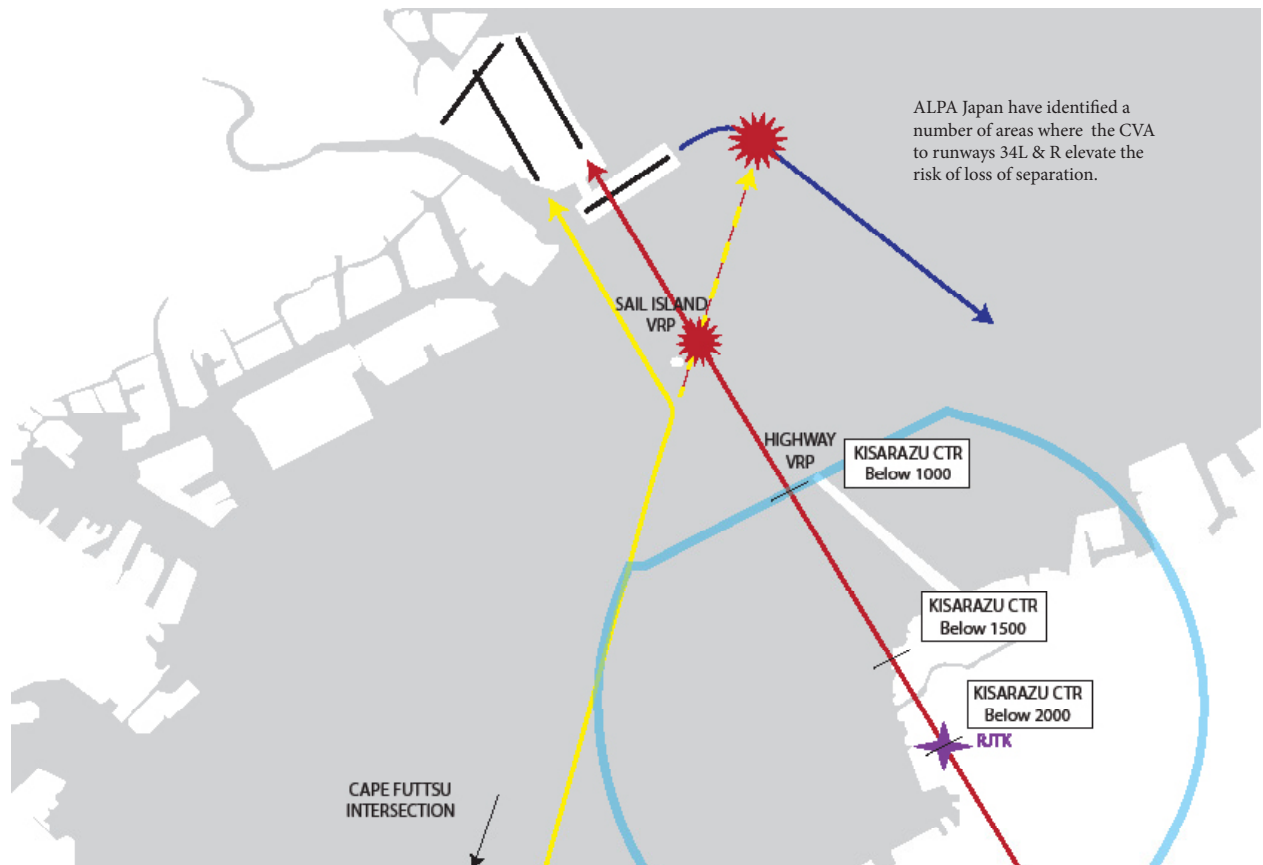 ALPA Japan have identified a
number of areas where the CVA
to runways 34L & R elevate the
risk of loss of separation.
SAIL ISLAND
VRP
HIGHWAY
VRP
KISARAZU CTR
Below 1000
KISARAZU CTR
Below 1500
KISARAZU CTR
Below 2000
RJTK
CAPE FUTTSU
INTERSECTION